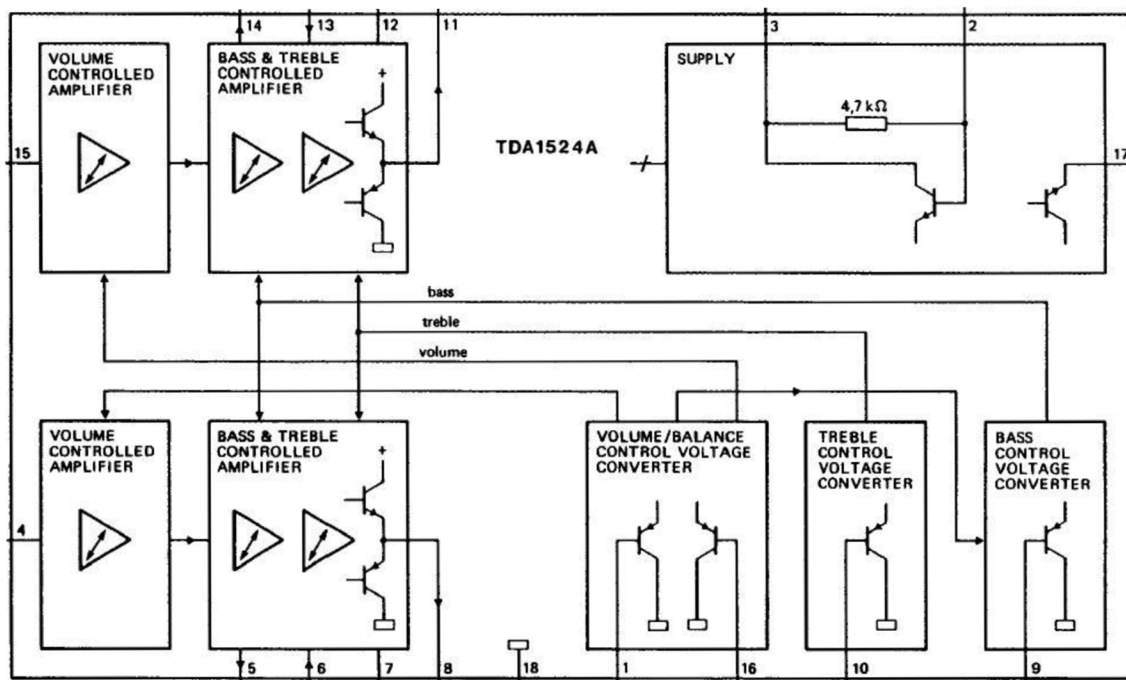 14 13 12 11 3 2
VOLUME
CONTROLLED
AMPLIFIER
BASS & TREBLE
CONTROLLED
AMPLIFIER
+
SUPPLY
4,7 kΩ
15
TDA1524A
17
bass
treble
volume
VOLUME
CONTROLLED
AMPLIFIER
BASS & TREBLE
CONTROLLED
AMPLIFIER
+
VOLUME/BALANCE
CONTROL VOLTAGE
CONVERTER
TREBLE
CONTROL
VOLTAGE
CONVERTER
BASS
CONTROL
VOLTAGE
CONVERTER
4
5 6 7 8 18 1 16 10 9